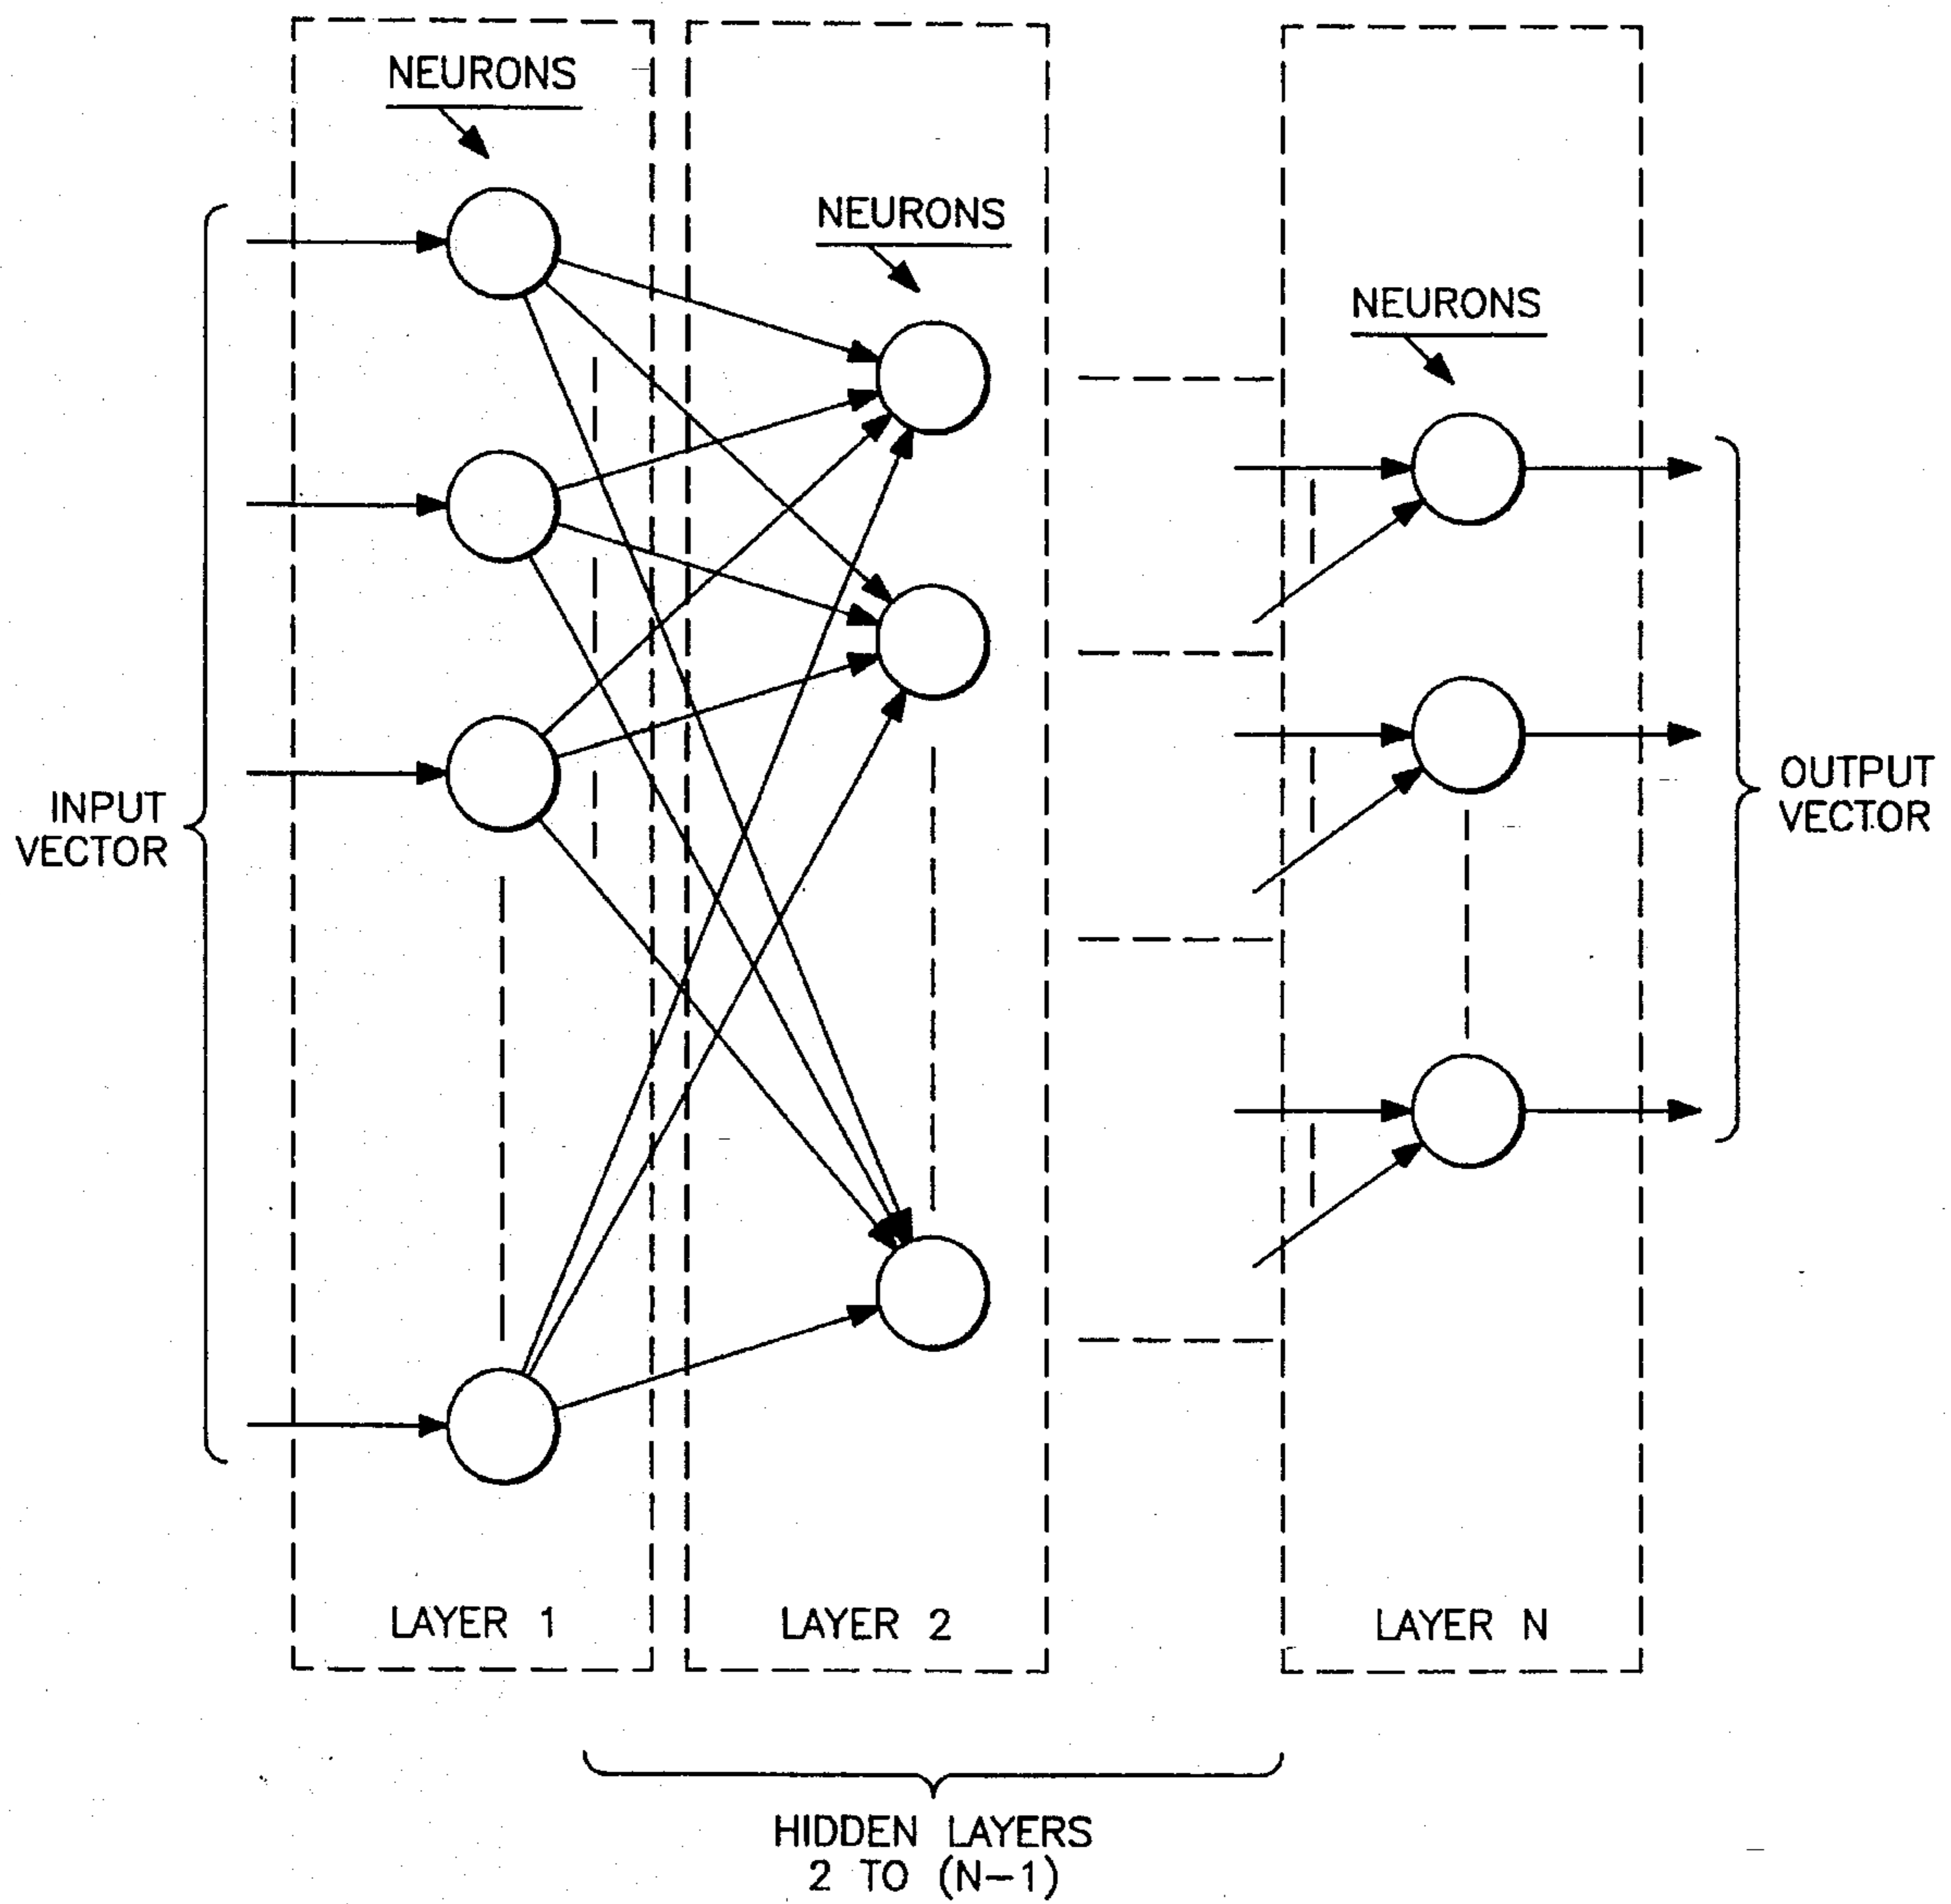 NEURONS
NEURONS
NEURONS
INPUT
VECTOR
OUTPUT
VECTOR
LAYER 1
LAYER 2
LAYER N
HIDDEN LAYERS
2 TO (N-1)